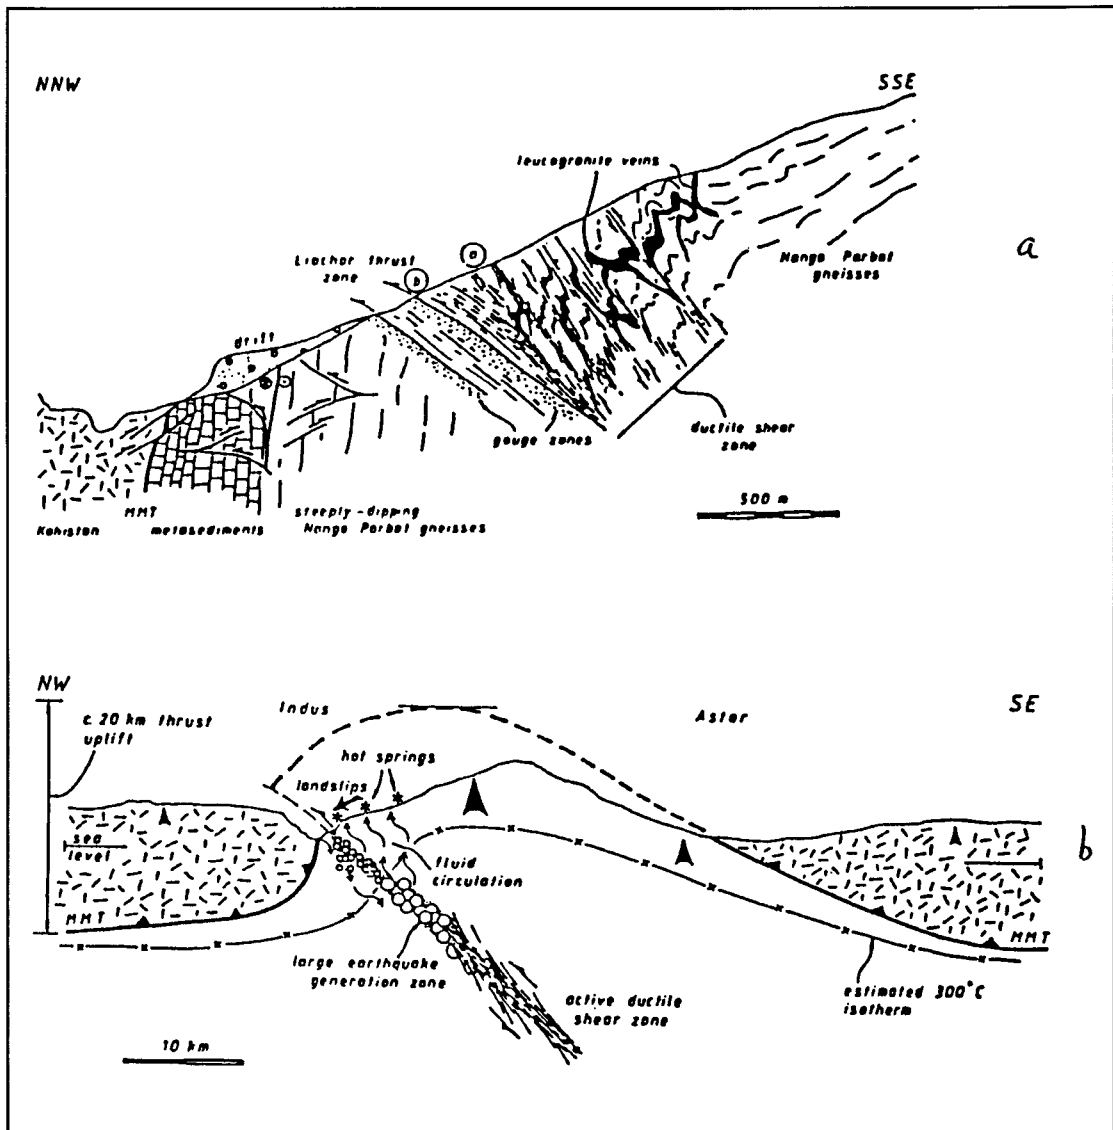 NNW
SSE
leucogranite veins
a
Liachar thrust
zone
a
b
Nanga Parbat
gneisses
drift
gouge zones
ductile shear
zone
500 m
Kohistan
MMT
metasediments
steeply-dipping
Nanga Parbat gneisses
NW
SE
c. 20 km thrust
uplift
Indus
Astor
hot springs
landslips
sea
level
b
fluid
circulation
MMT
MMT
large earthquake
generation zone
active ductile
shear zone
estimated 300°C
isotherm
10 km